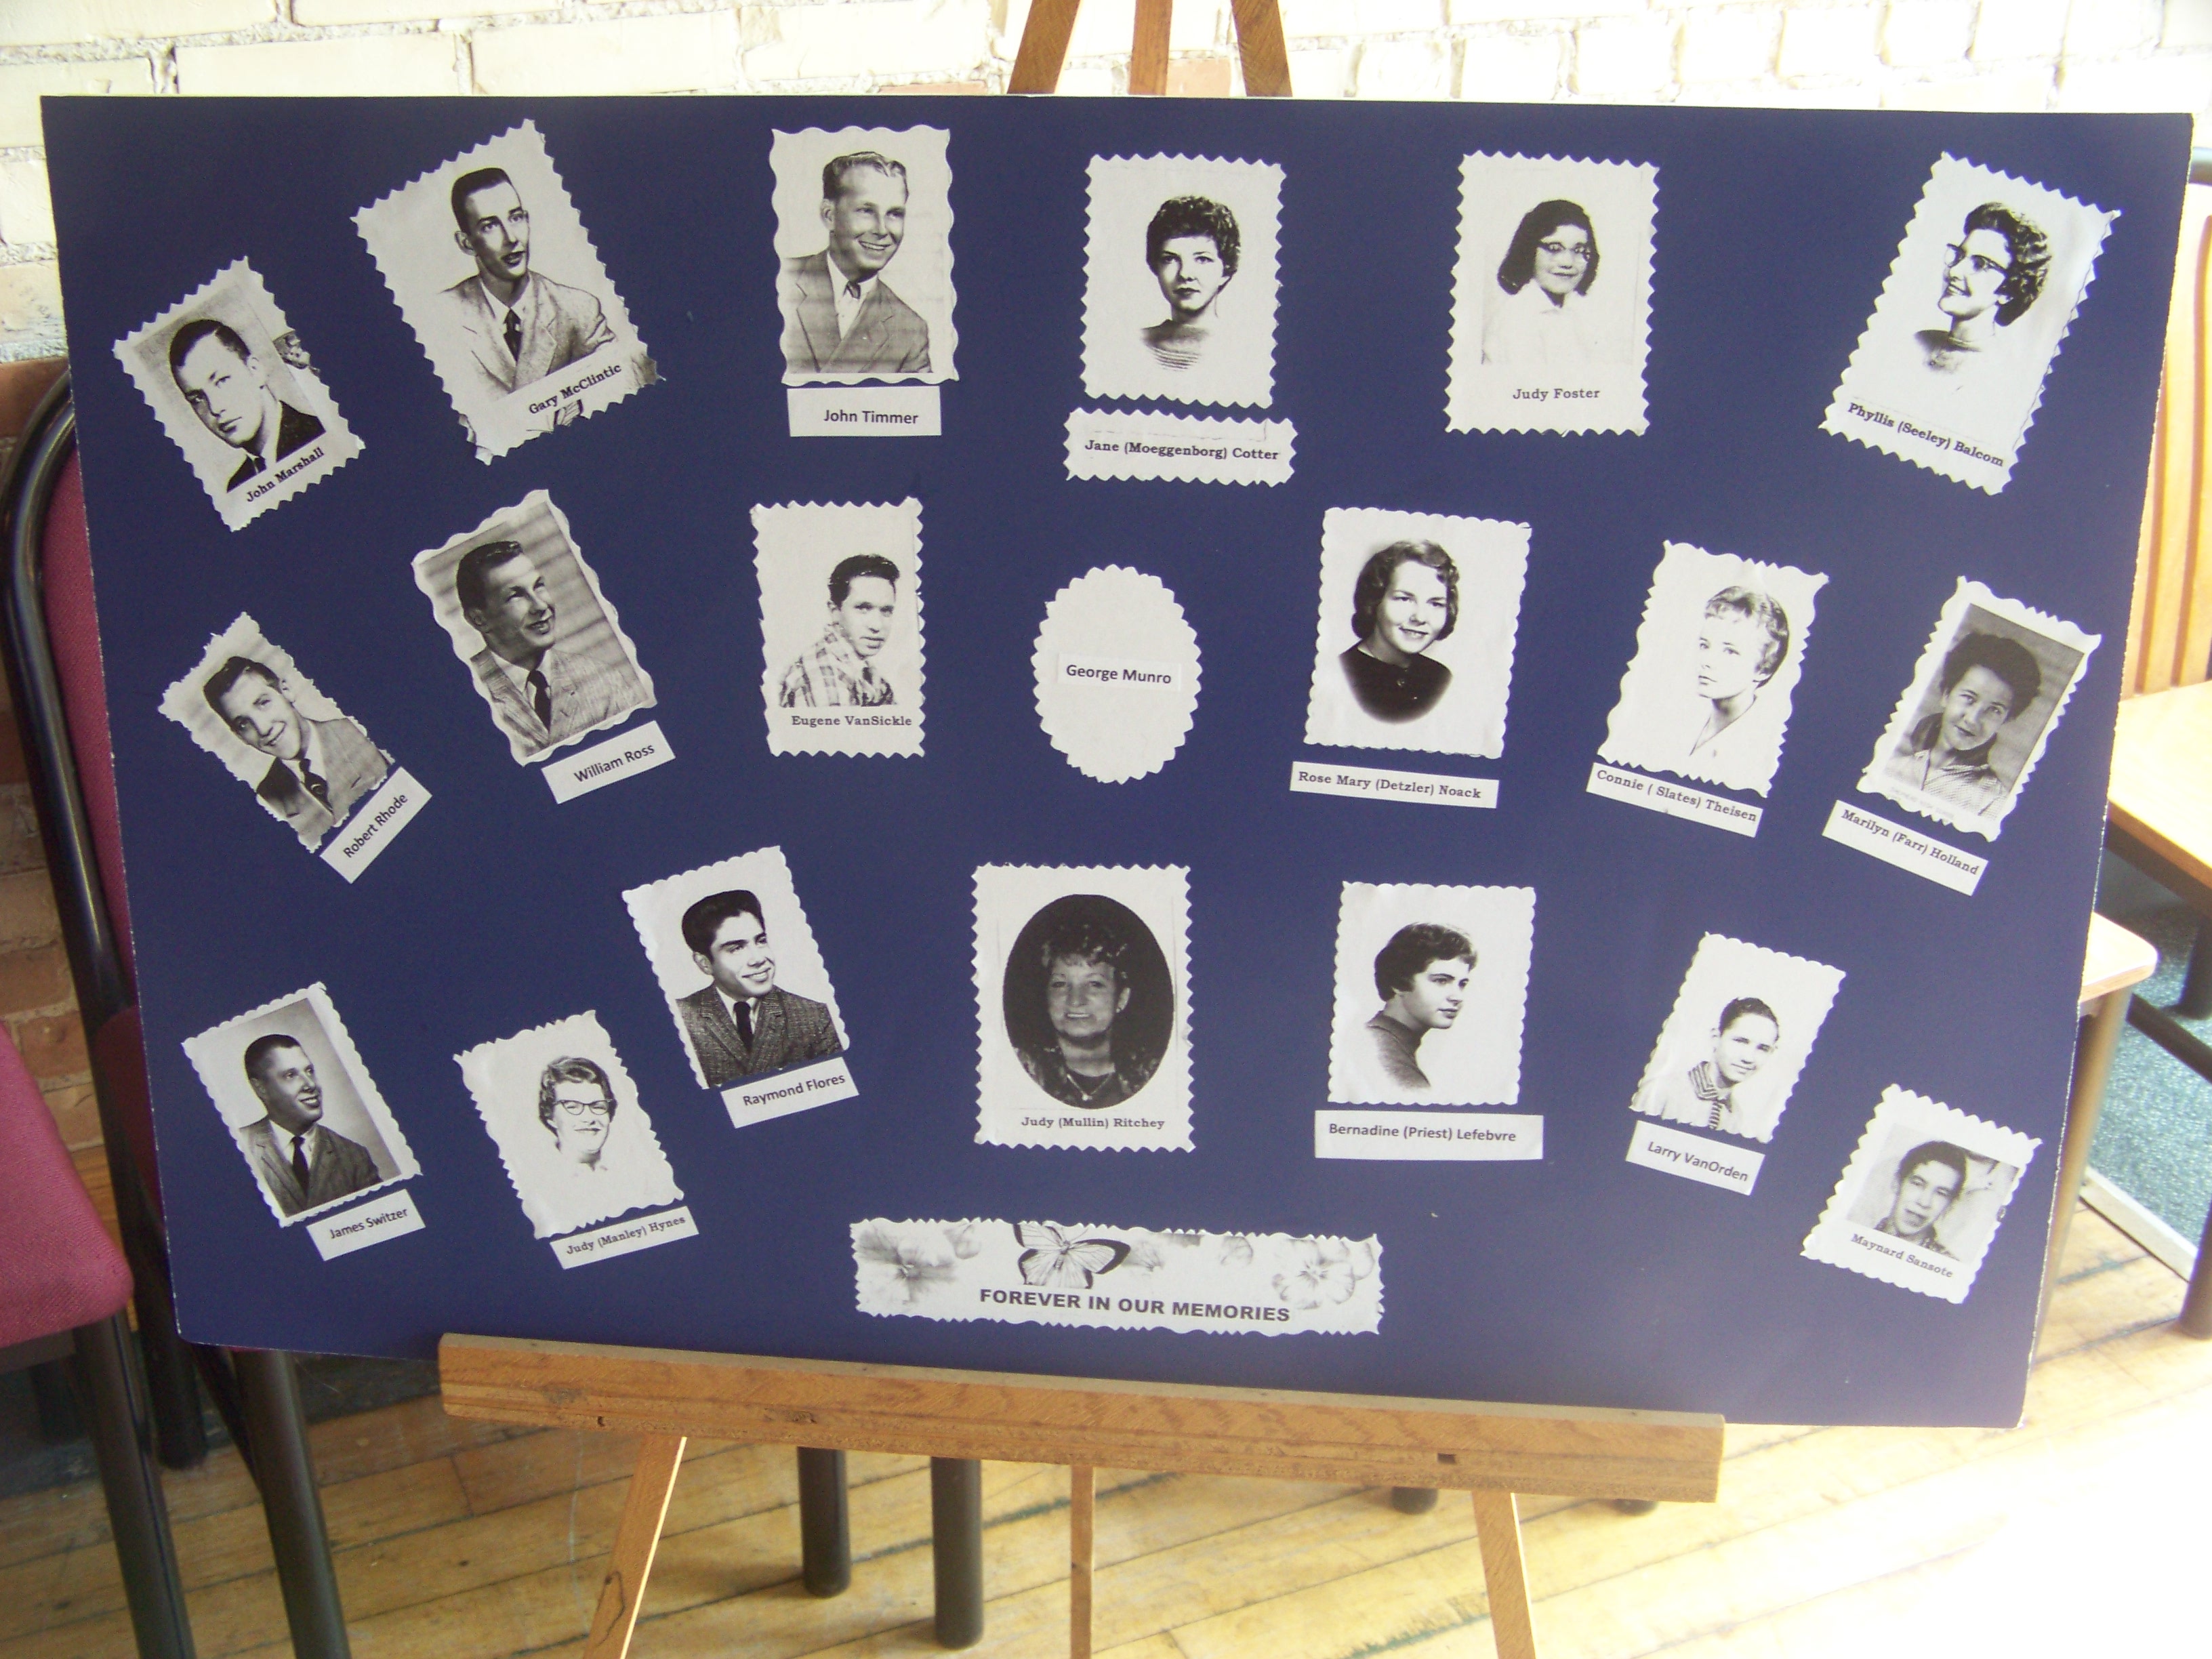 John Marshall
Gary McClintic
John Timmer
Jane (Moeggenborg) Cotter
Judy Foster
Phyllis (Seeley) Balcom
Robert Rhode
William Ross
Eugene VanSickle
George Munro
Rose Mary (Detzler) Noack
Connie ( Slates) Theisen
Marilyn (Farr) Holland
James Switzer
Judy (Manley) Hynes
Raymond Flores
Judy (Mullin) Ritchey
Bernadine (Priest) Lefebvre
Larry VanOrden
Maynard Sansote
FOREVER IN OUR MEMORIES